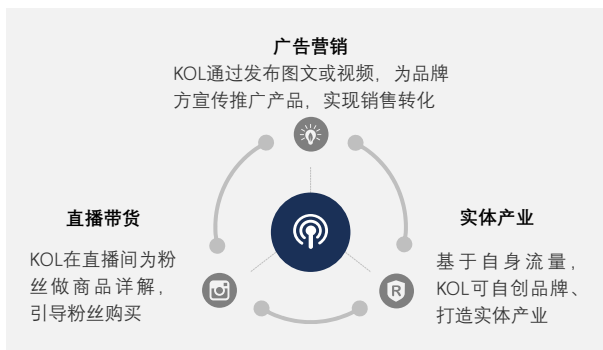 广告营销
KOL通过发布图文或视频，为品牌
方宣传推广产品，实现销售转化
直播带货
KOL在直播间为粉
丝做商品详解，
引导粉丝购买
实体产业
基于自身流量，
KOL可自创品牌、
打造实体产业
R